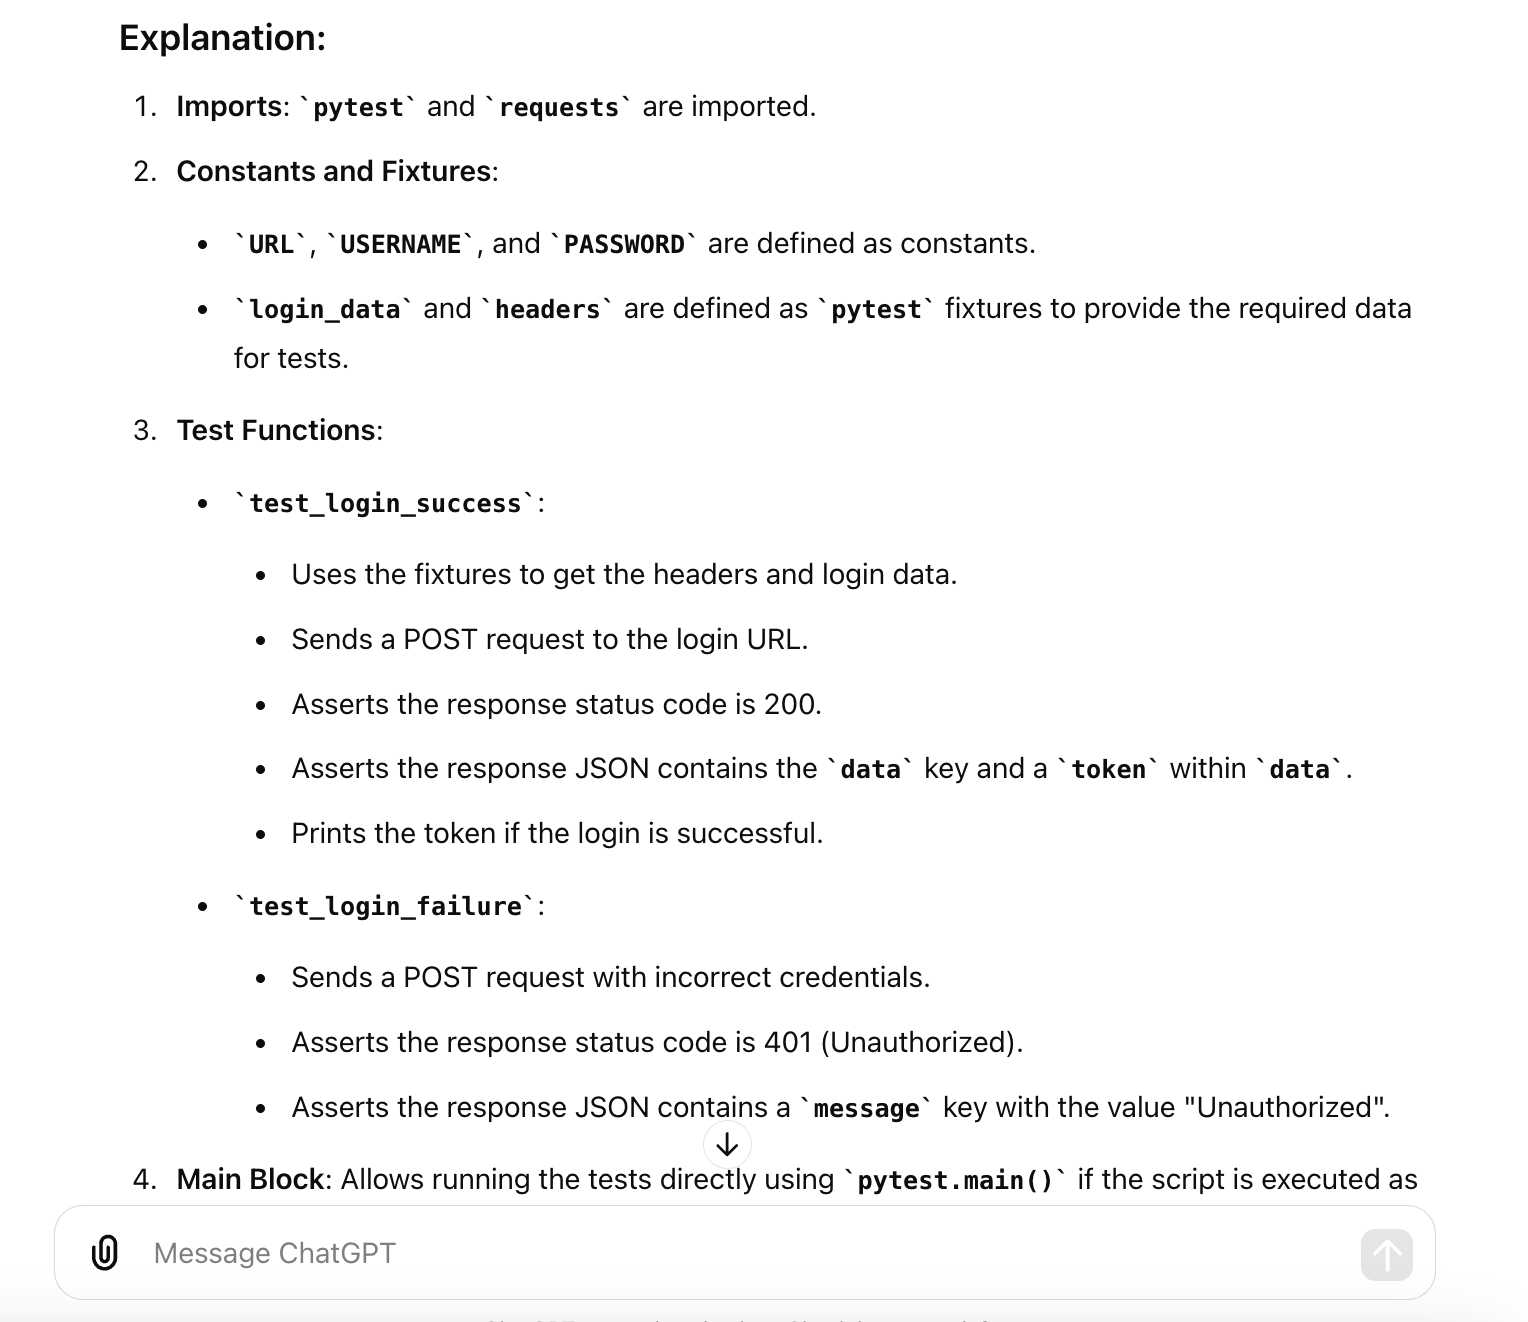 Explanation:
1. Imports: `pytest` and `requests` are imported.
2. Constants and Fixtures:
• `URL`, `USERNAME`, and `PASSWORD` are defined as constants.
• `login_data` and `headers` are defined as `pytest` fixtures to provide the required data
for tests.
3. Test Functions:
• `test_login_success`:
• Uses the fixtures to get the headers and login data.
• Sends a POST request to the login URL.
• Asserts the response status code is 200.
• Asserts the response JSON contains the `data` key and a `token` within `data`.
• Prints the token if the login is successful.
• `test_login_failure`:
• Sends a POST request with incorrect credentials.
• Asserts the response status code is 401 (Unauthorized).
• Asserts the response JSON contains a `message` key with the value "Unauthorized".
4. Main Block: Allows running the tests directly using `pytest.main()` if the script is executed as
Message ChatGPT